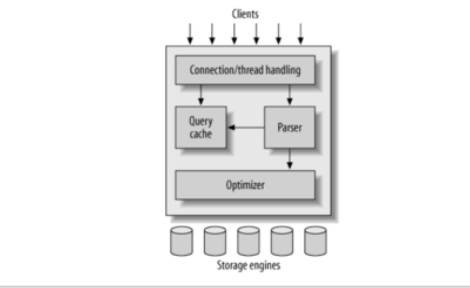 Clients
Connection/thread handling
Query
cache
Parser
Optimizer
Storage engines